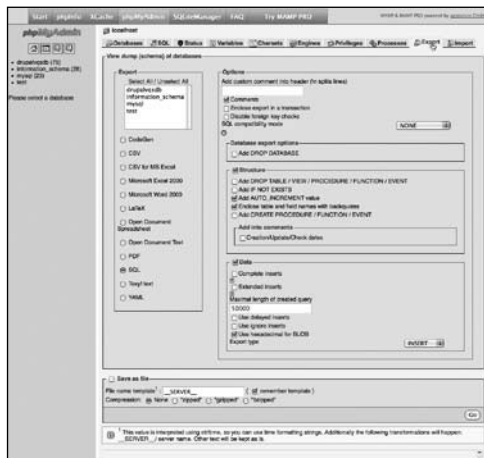 Start phpInfo XCache phpMyAdmin SQLiteManager FAQ Try MAMP PRO
phpMyAdmin
localhost
Databases SQL Status Variables Charsets Engines Privileges Processes Export Import
View dump (schema) of databases
(75)
information_schema (28)
mysql (23)
test
Please select a database
Export
Select All / Unselect All
information_schema
mysql
test
CodeGen
CSV
CSV for MS Excel
Microsoft Excel 2000
Microsoft Word 2000
LaTeX
Open Document
Spreadsheet
Open Document Text
PDF
SQL
Texy! text
YAML
Options
Add custom comment into header (\n splits lines)
Comments
Enclose export in a transaction
Disable foreign key checks
SQL compatibility mode
NONE
Database export options
Add DROP DATABASE
Structure
Add DROP TABLE / VIEW / PROCEDURE / FUNCTION / EVENT
Add IF NOT EXISTS
Add AUTO_INCREMENT value
Enclose table and field names with backquotes
Add CREATE PROCEDURE / FUNCTION / EVENT
Add into comments
Creation/Update/Check dates
Data
Complete inserts
Extended inserts
Maximal length of created query
50000
Use delayed inserts
Use ignore inserts
Use hexadecimal for BLOB
Export type
INSERT
Save as file
File name template¹: __SERVER__ ( remember template )
Compression: None "zipped" "gzipped" "bzipped"
Go
¹ This value is interpreted using strftime, so you can use time formatting strings. Additionally the following transformations will happen:
__SERVER__/ server name. Other text will be kept as is.